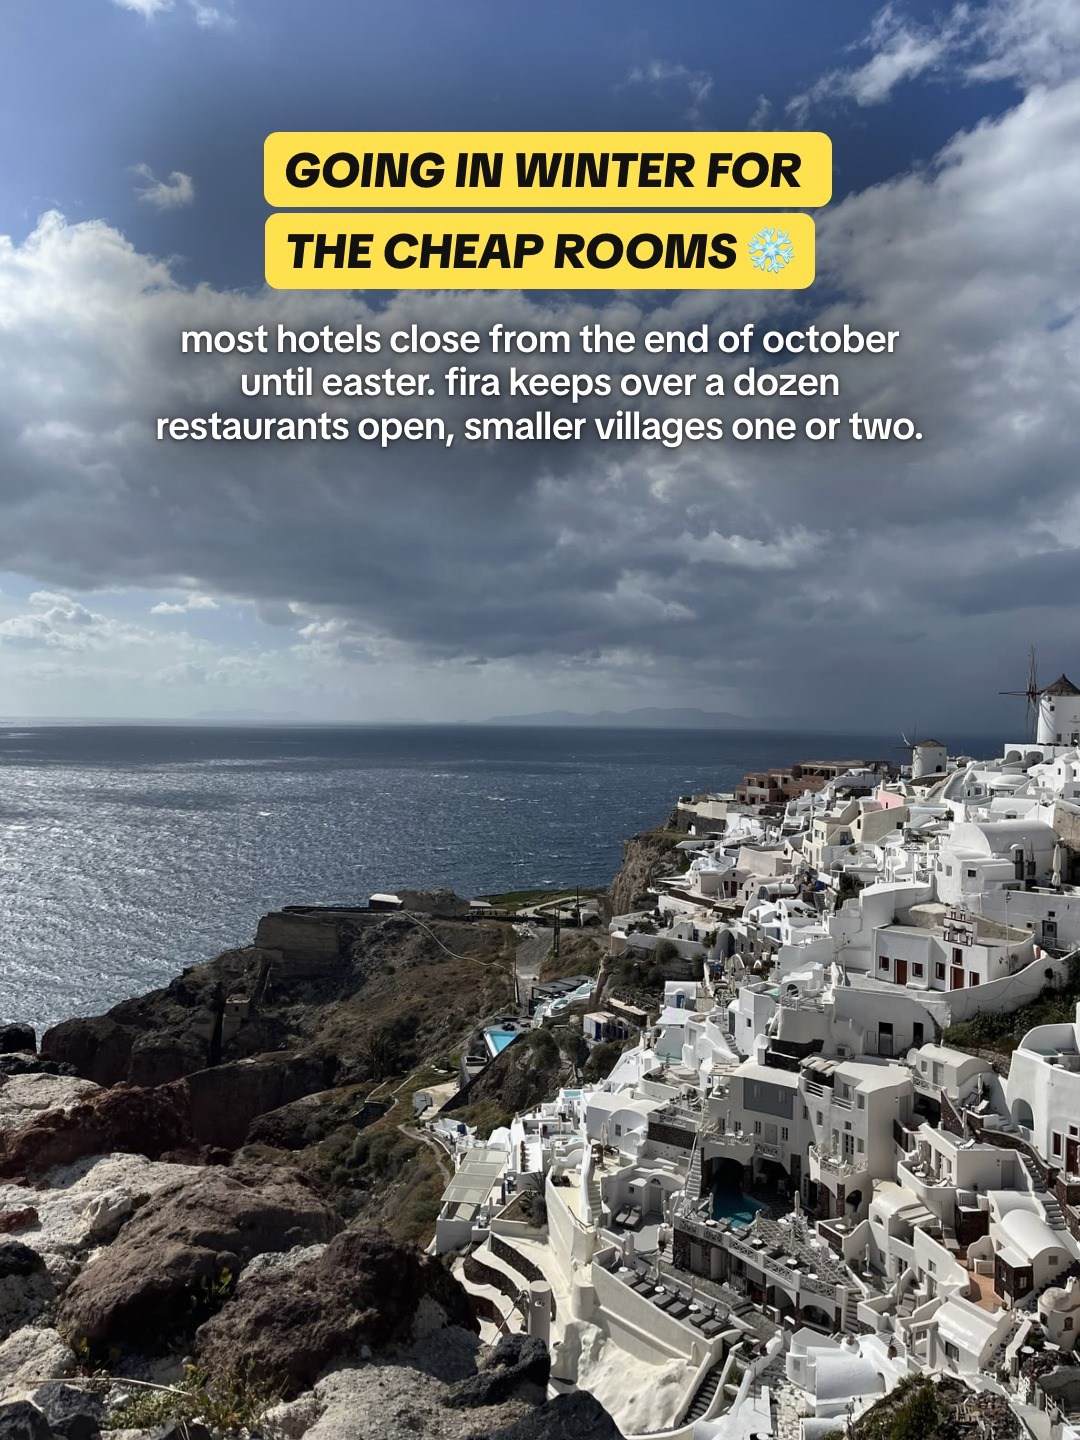 GOING IN WINTER FOR
THE CHEAP ROOMS ❄️
most hotels close from the end of october
until easter. fira keeps over a dozen
restaurants open, smaller villages one or two.